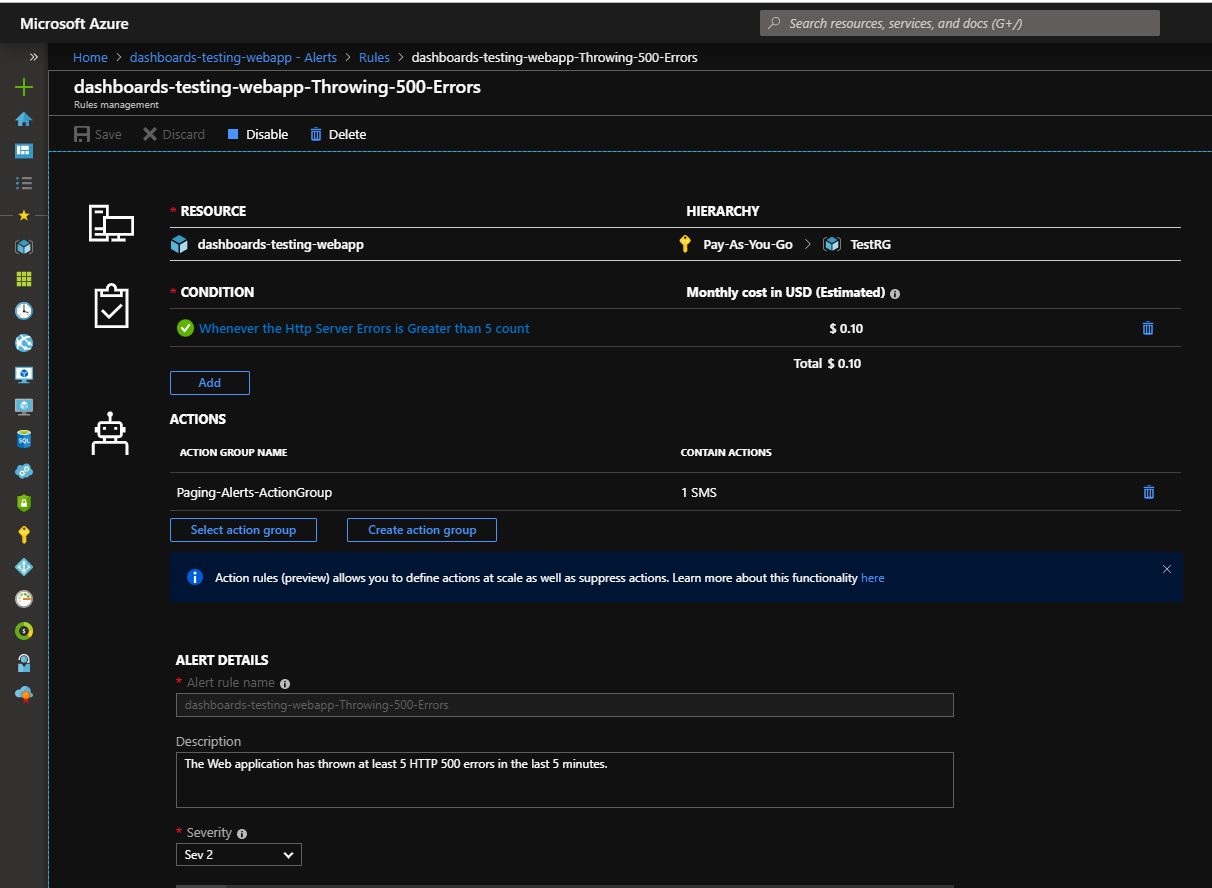 Microsoft Azure
Search resources, services, and docs (G+/)
» Home > dashboards-testing-webapp - Alerts > Rules > dashboards-testing-webapp-Throwing-500-Errors
dashboards-testing-webapp-Throwing-500-Errors
Rules management
Save Discard Disable Delete
* RESOURCE HIERARCHY
dashboards-testing-webapp Pay-As-You-Go > TestRG
* CONDITION Monthly cost in USD (Estimated)
Whenever the Http Server Errors is Greater than 5 count $ 0.10
Total $ 0.10
Add
ACTIONS
ACTION GROUP NAME CONTAIN ACTIONS
Paging-Alerts-ActionGroup 1 SMS
Select action group Create action group
Action rules (preview) allows you to define actions at scale as well as suppress actions. Learn more about this functionality here
ALERT DETAILS
* Alert rule name
dashboards-testing-webapp-Throwing-500-Errors
Description
The Web application has thrown at least 5 HTTP 500 errors in the last 5 minutes.
* Severity
Sev 2
SQL